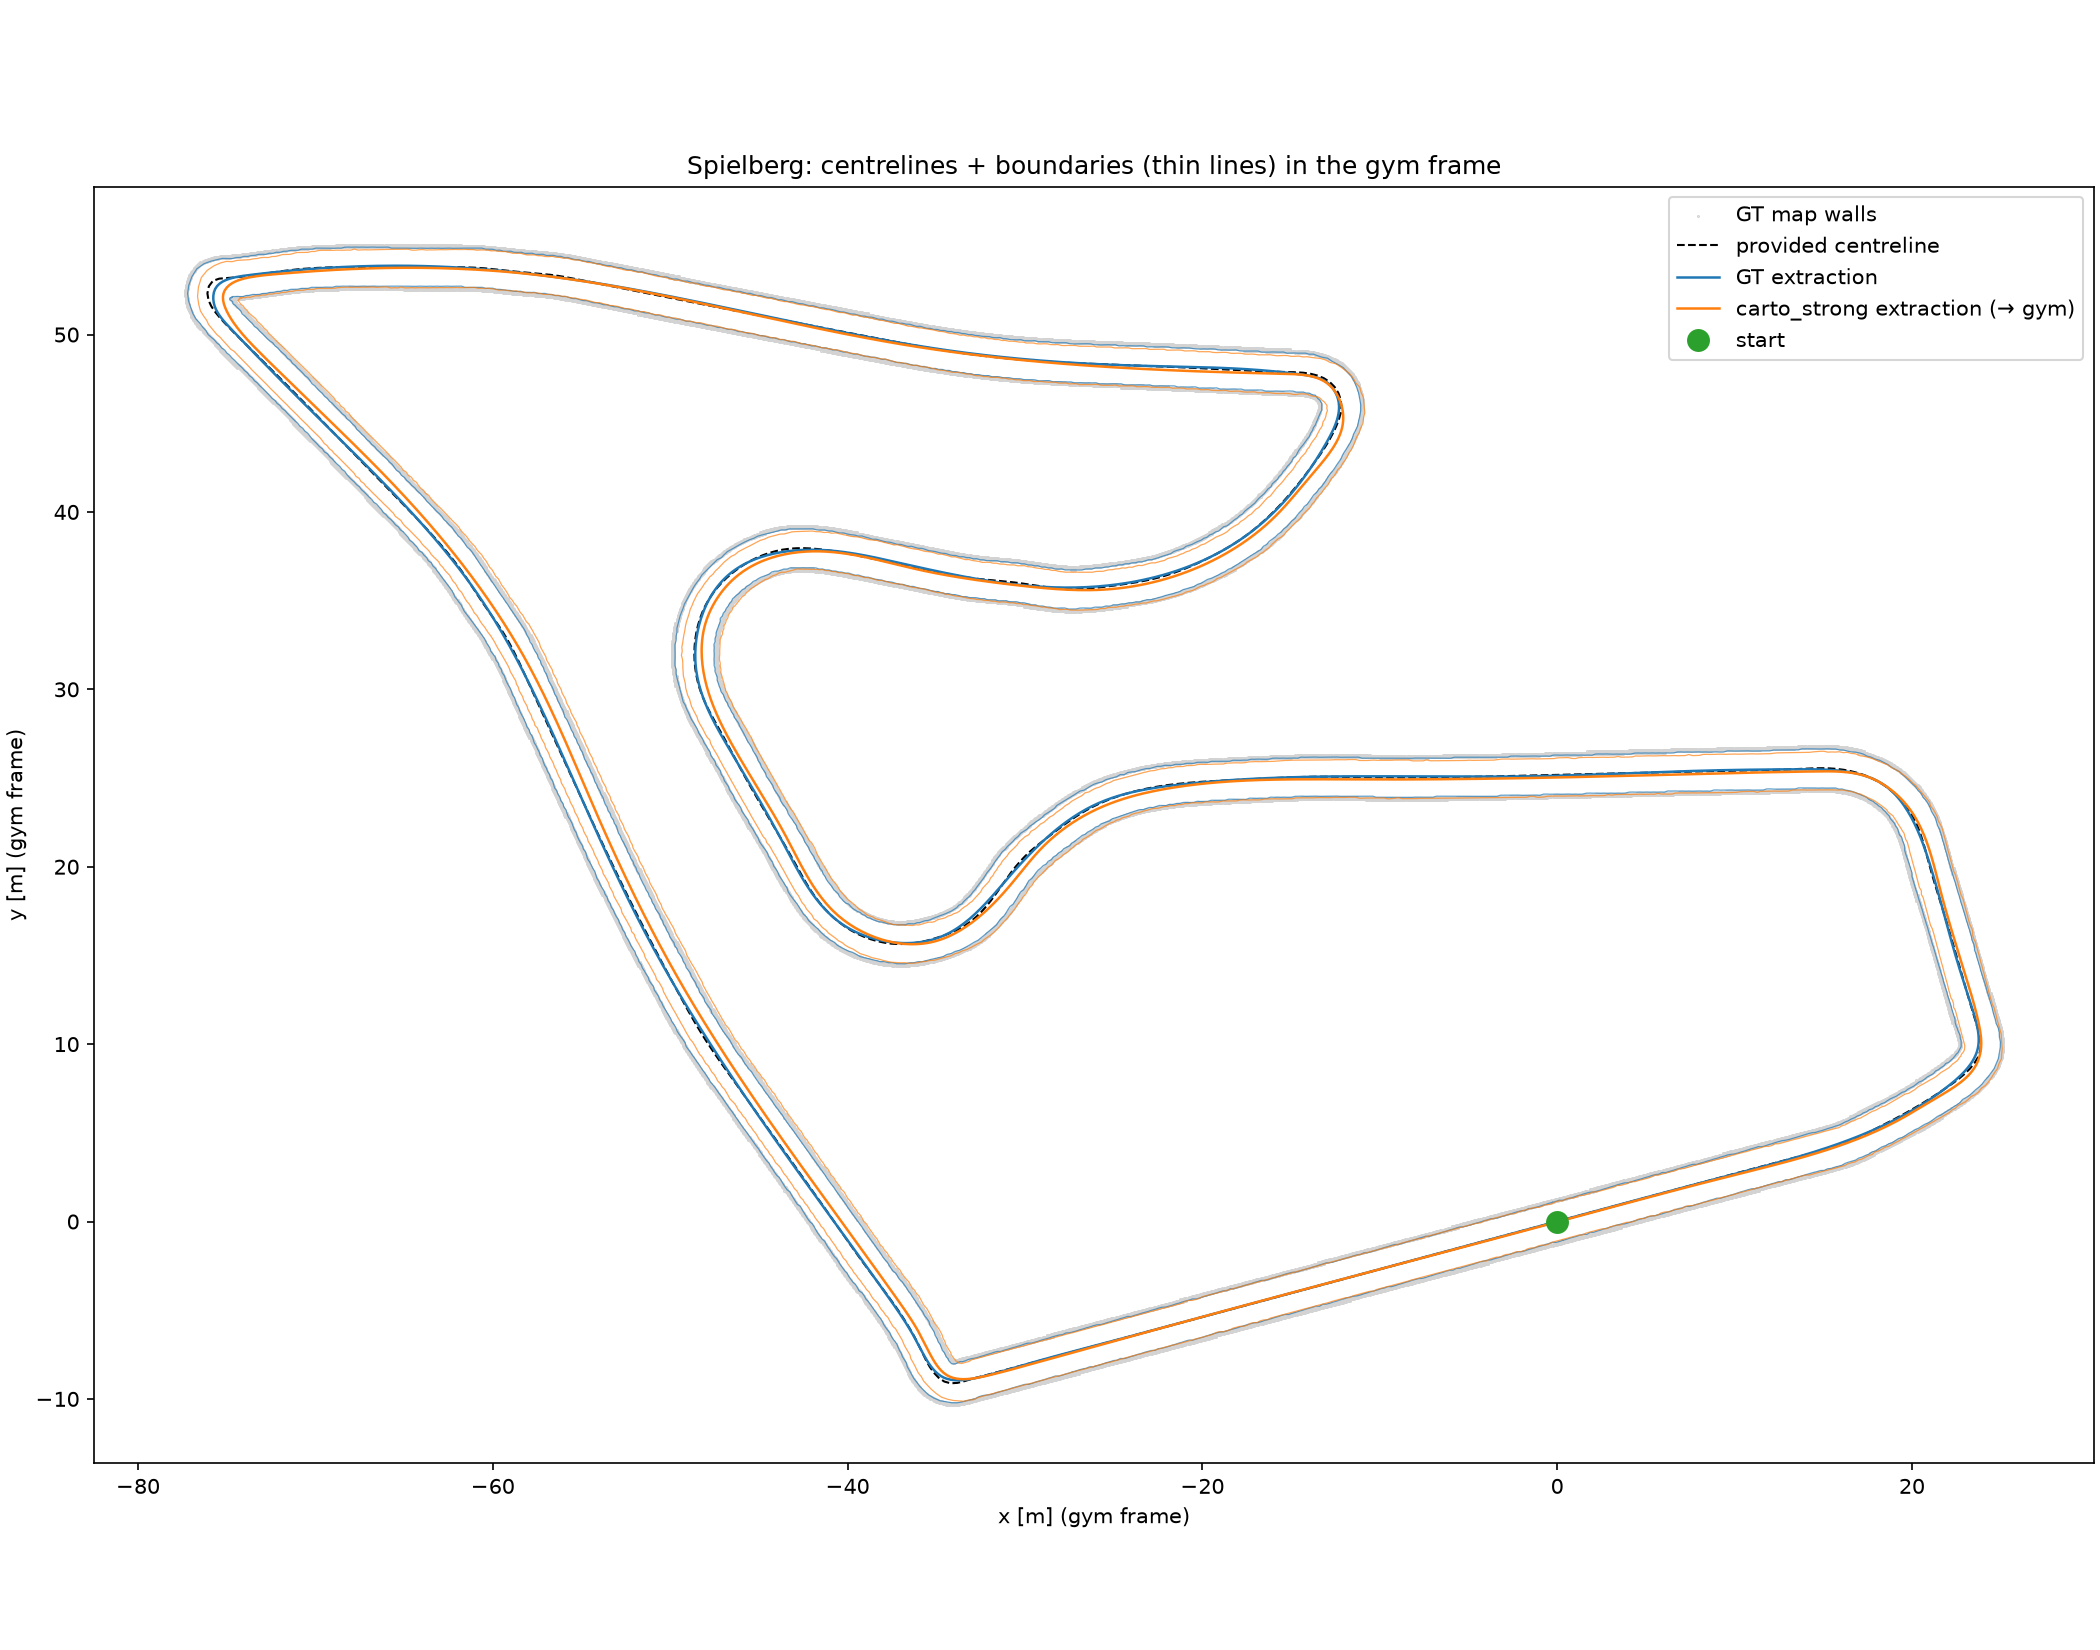 Spielberg: centrelines + boundaries (thin lines) in the gym frame
GT map walls
provided centreline
GT extraction
carto_strong extraction (→ gym)
start
y [m] (gym frame)
50
40
30
20
10
0
−10
−80
−60
−40
−20
0
20
x [m] (gym frame)